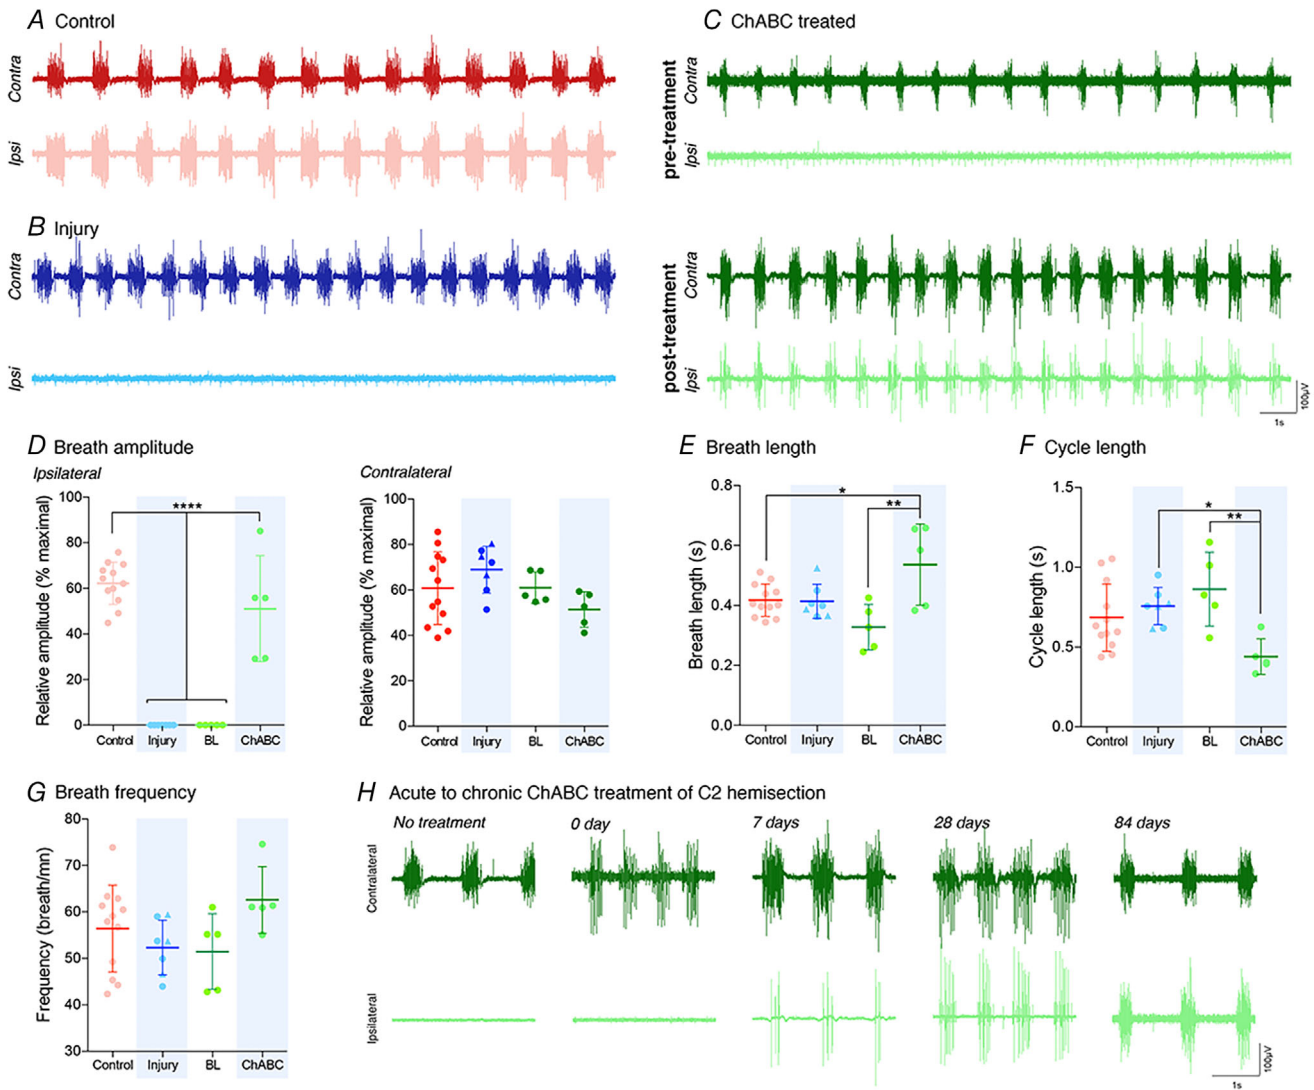 A Control
Contra
Ipsi
B Injury
Contra
Ipsi
C ChABC treated
pre-treatment
Contra
Ipsi
post-treatment
Contra
Ipsi
100μV
1s
D Breath amplitude
Ipsilateral
Relative amplitude (% maximal)
100
80
60
40
20
0
****
Control Injury BL ChABC
Contralateral
Relative amplitude (% maximal)
100
80
60
40
20
0
Control Injury BL ChABC
E Breath length
Breath length (s)
0.8
0.6
0.4
0.2
0.0
*
**
Control Injury BL ChABC
F Cycle length
Cycle length (s)
1.5
1.0
0.5
0.0
*
**
Control Injury BL ChABC
G Breath frequency
Frequency (breath/mn)
80
70
60
50
40
30
Control Injury BL ChABC
H Acute to chronic ChABC treatment of C2 hemisection
No treatment 0 day 7 days 28 days 84 days
Contralateral
Ipsilateral
100μV
1s